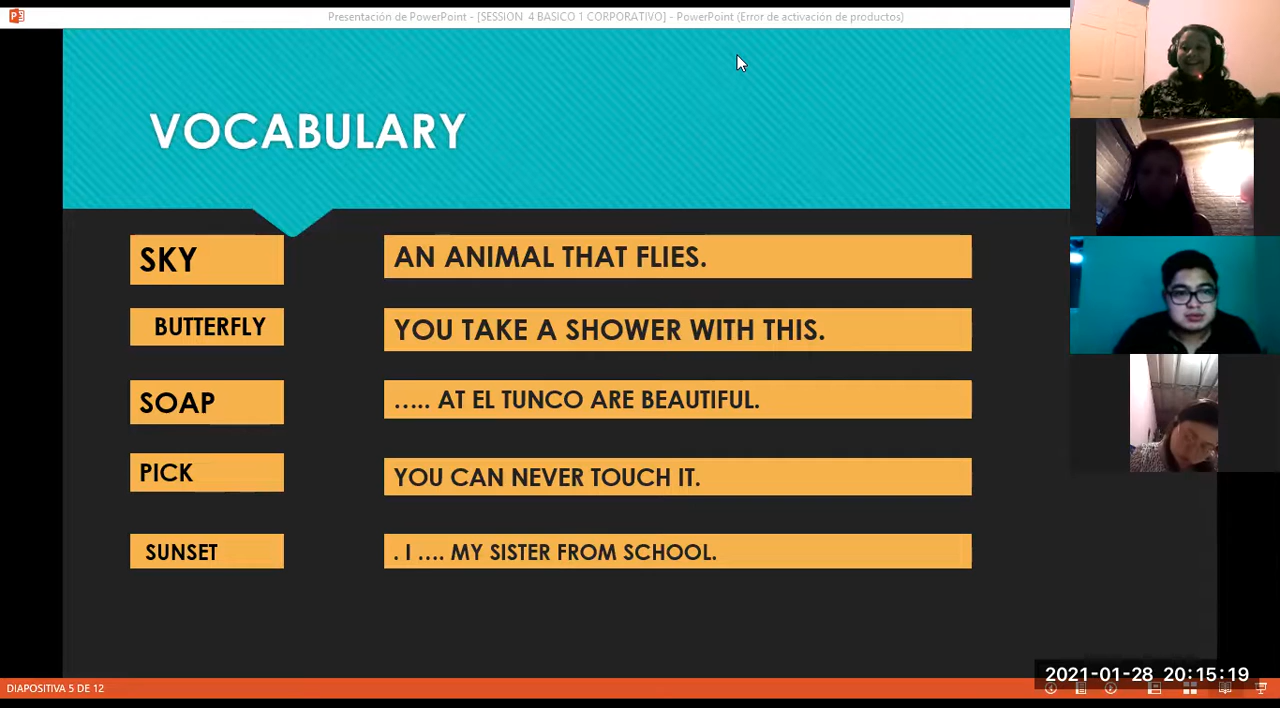 Presentación de PowerPoint - [SESSION 4 BASICO 1 CORPORATIVO] - PowerPoint (Error de activación de productos)
VOCABULARY
SKY
AN ANIMAL THAT FLIES.
BUTTERFLY
YOU TAKE A SHOWER WITH THIS.
SOAP
….. AT EL TUNCO ARE BEAUTIFUL.
PICK
YOU CAN NEVER TOUCH IT.
SUNSET
. I …. MY SISTER FROM SCHOOL.
2021-01-28 20:15:19
DIAPOSITIVA 5 DE 12